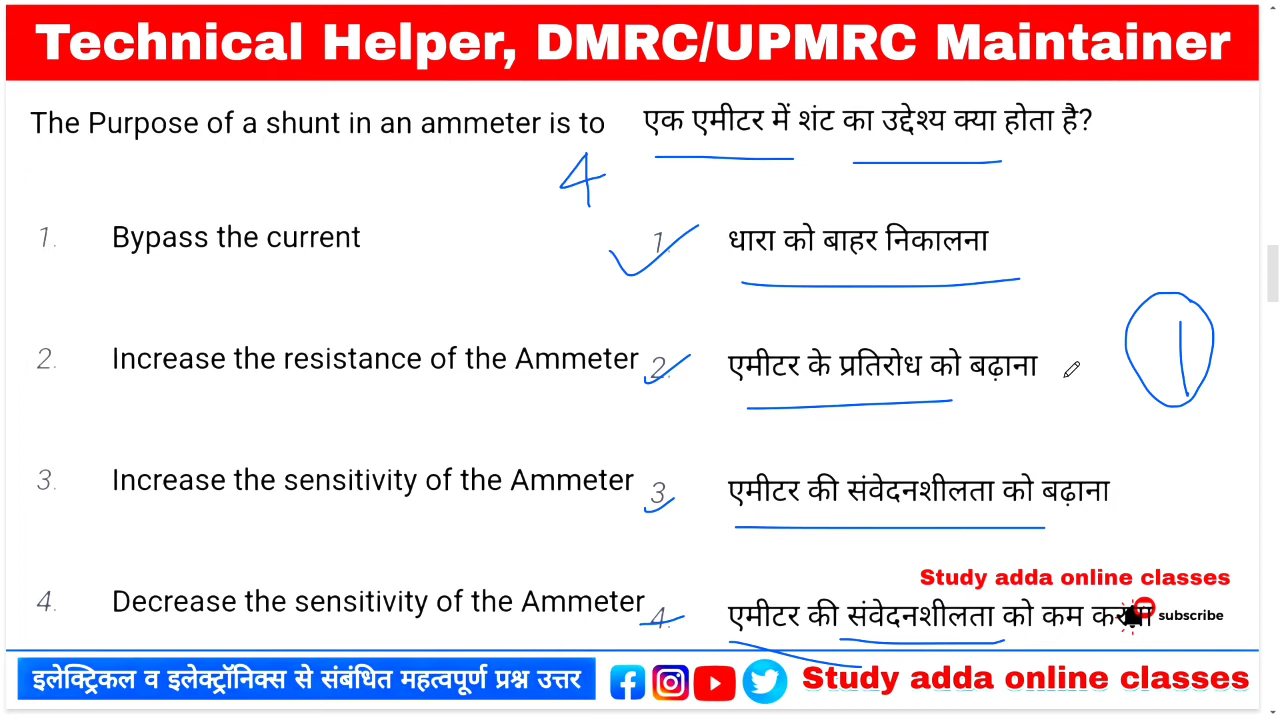 Technical Helper, DMRC/UPMRC Maintainer
The Purpose of a shunt in an ammeter is to
एक एमीटर में शंट का उद्देश्य क्या होता है?
4
1. Bypass the current
1. धारा को बाहर निकालना
2. Increase the resistance of the Ammeter
2. एमीटर के प्रतिरोध को बढ़ाना
1
3. Increase the sensitivity of the Ammeter
3 एमीटर की संवेदनशीलता को बढ़ाना
Study adda online classes
4. Decrease the sensitivity of the Ammeter
4. एमीटर की संवेदनशीलता को कम करना
subscribe
इलेक्ट्रिकल व इलेक्ट्रॉनिक्स से संबंधित महत्वपूर्ण प्रश्न उत्तर
Study adda online classes